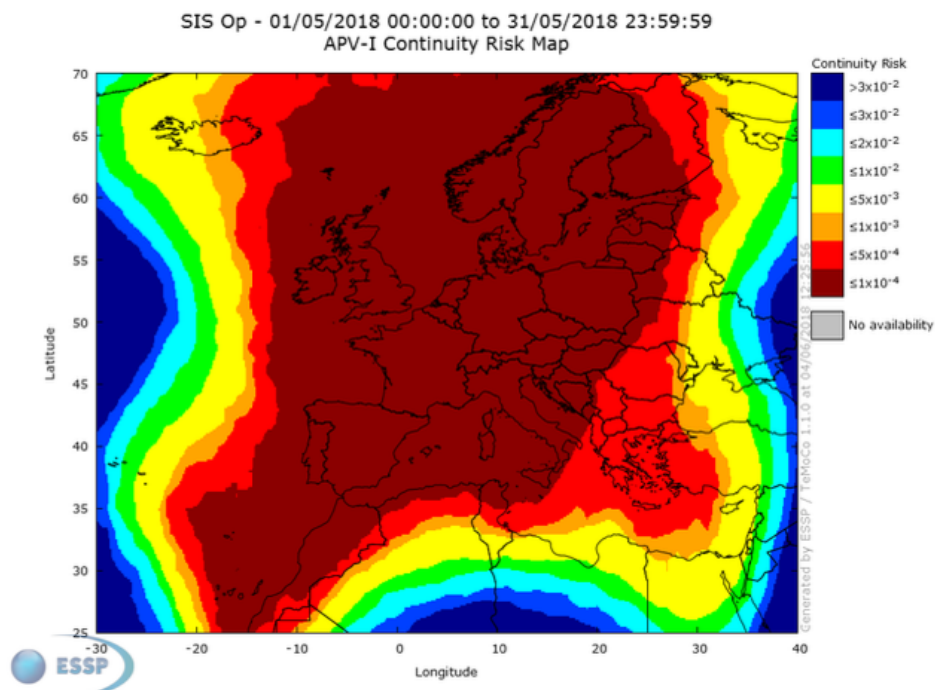 SIS Op - 01/05/2018 00:00:00 to 31/05/2018 23:59:59
APV-I Continuity Risk Map
Continuity Risk
>3x10⁻²
≤3x10⁻²
≤2x10⁻²
≤1x10⁻²
≤5x10⁻³
≤1x10⁻³
≤5x10⁻⁴
≤1x10⁻⁴
No availability
Latitude
70
65
60
55
50
45
40
35
30
25
-30 -20 -10 0 10 20 30 40
Longitude
Generated by ESSP / TeMoCo 1.1.0 at 04/06/2018 12:25:56
ESSP